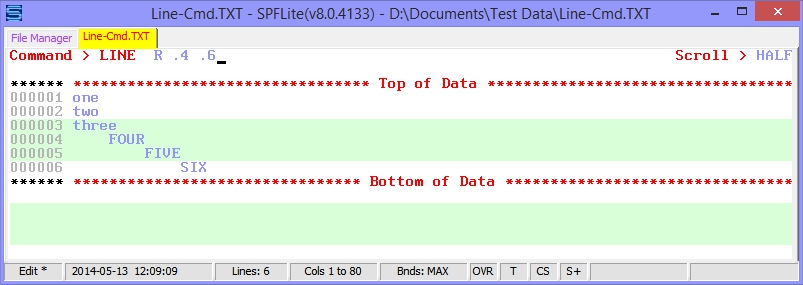 Line-Cmd.TXT - SPFLite(v8.0.4133) - D:\Documents\Test Data\Line-Cmd.TXT
File Manager Line-Cmd.TXT
Command > LINE R .4 .6 Scroll > HALF
****** ********************************* Top of Data **********************************
000001 one
000002 two
000003 three
000004 FOUR
000005 FIVE
000006 SIX
****** ******************************** Bottom of Data ********************************
Edit * 2014-05-13 12:09:09 Lines: 6 Cols 1 to 80 Bnds: MAX OVR T CS S+